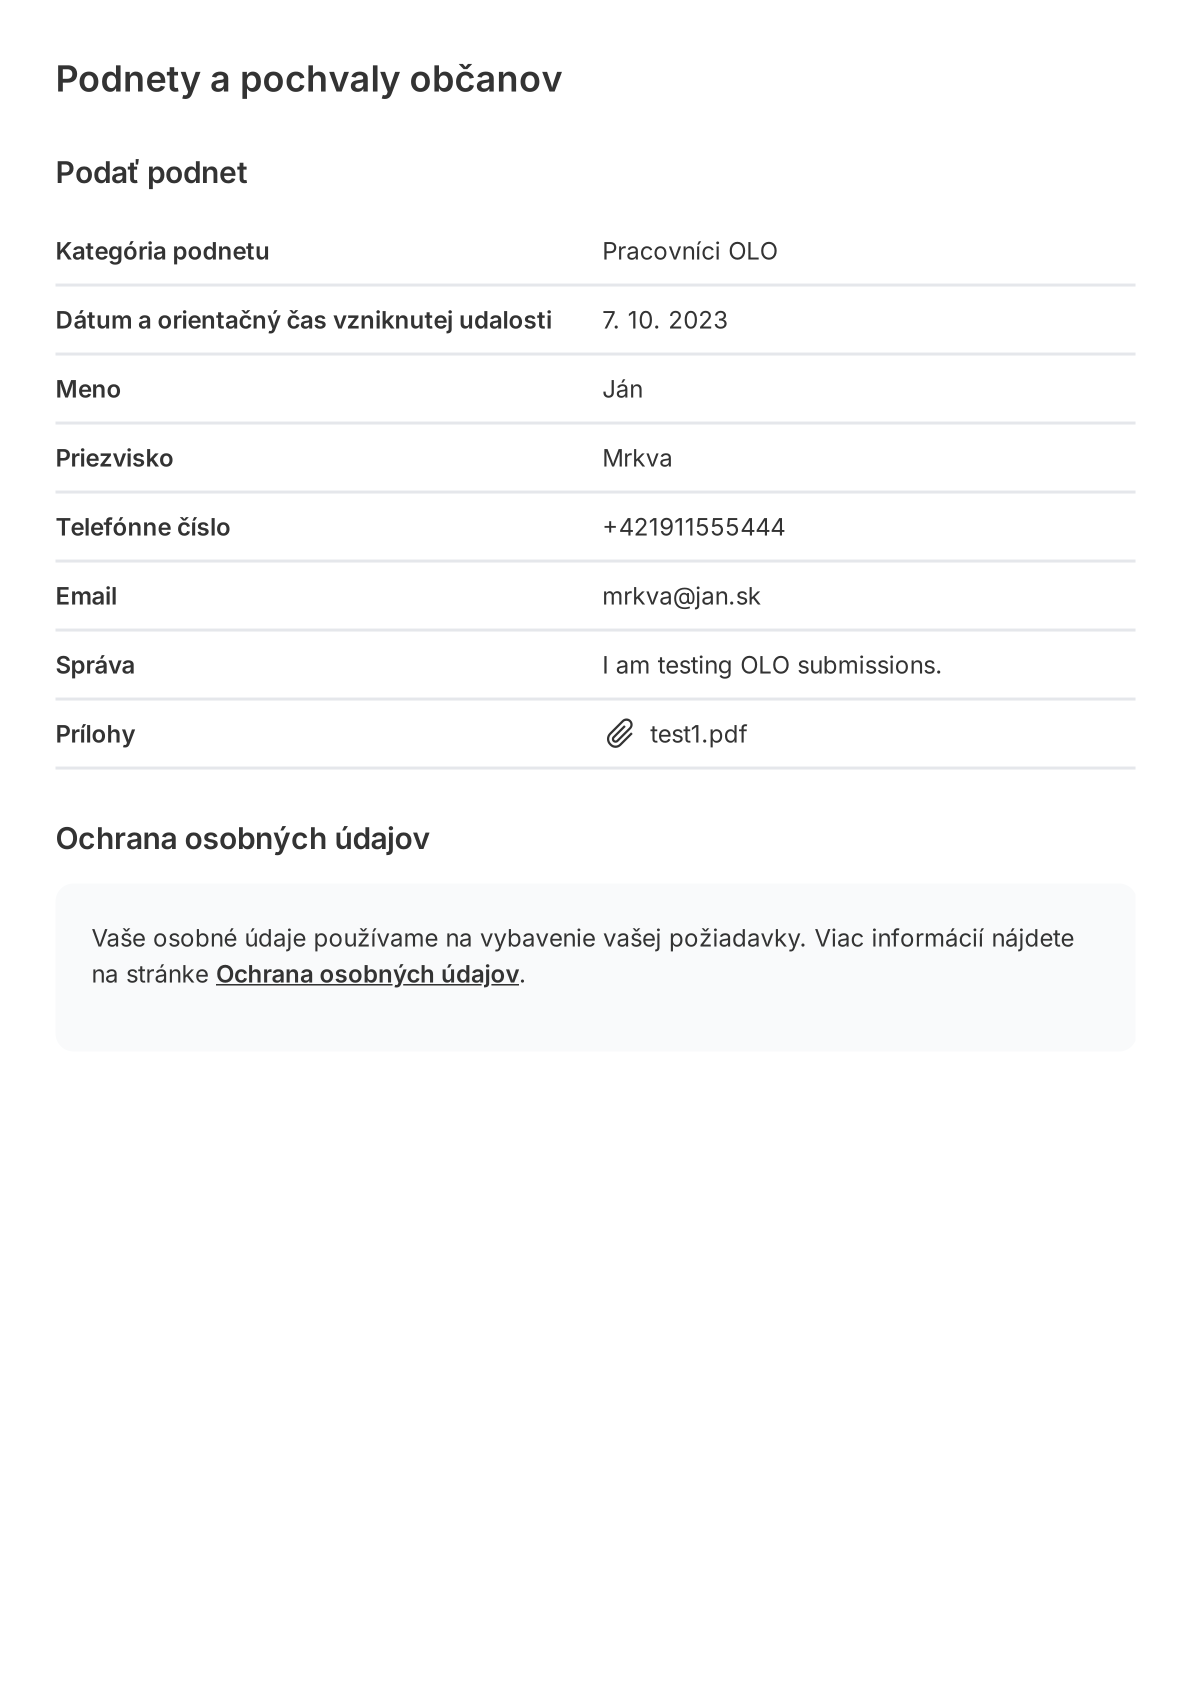 Podnety a pochvaly občanov
Podať podnet
Kategória podnetu Pracovníci OLO
Dátum a orientačný čas vzniknutej udalosti 7. 10. 2023
Meno Ján
Priezvisko Mrkva
Telefónne číslo +421911555444
Email mrkva@jan.sk
Správa I am testing OLO submissions.
Prílohy test1.pdf
Ochrana osobných údajov
Vaše osobné údaje používame na vybavenie vašej požiadavky. Viac informácií nájdete
na stránke Ochrana osobných údajov.